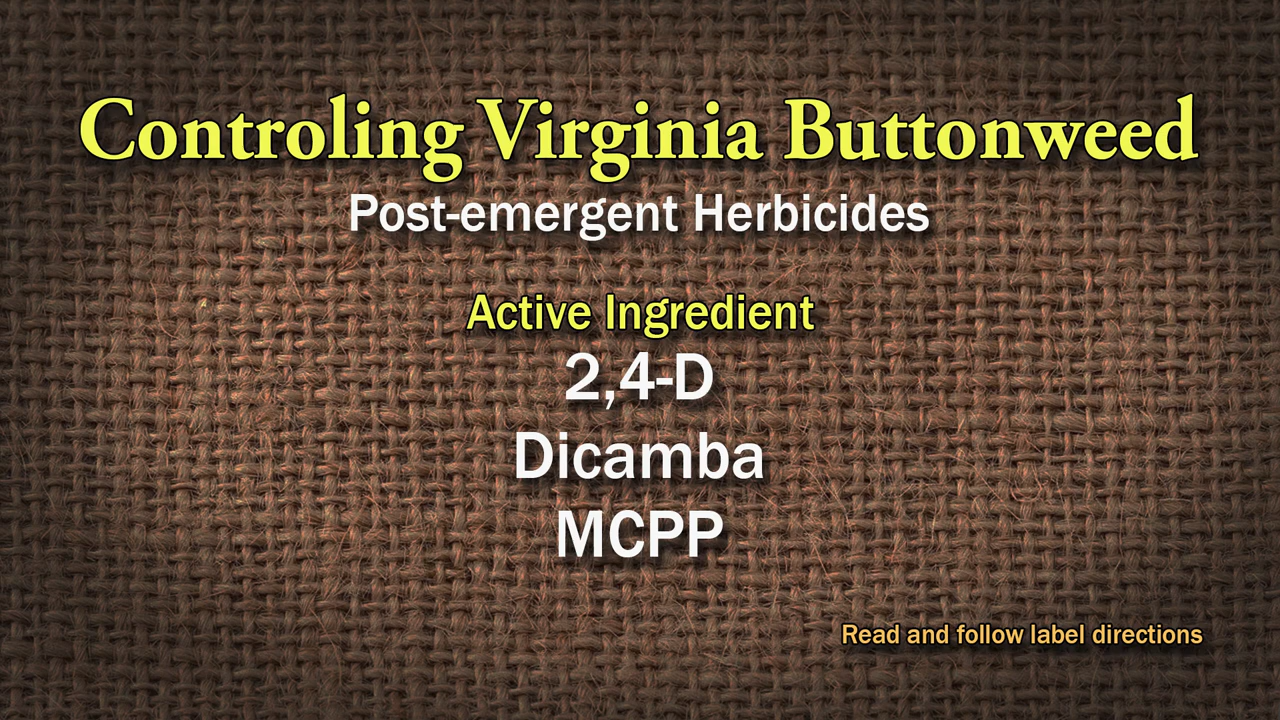 Controling Virginia Buttonweed
Post-emergent Herbicides
Active Ingredient
2,4-D
Dicamba
MCPP
Read and follow label directions